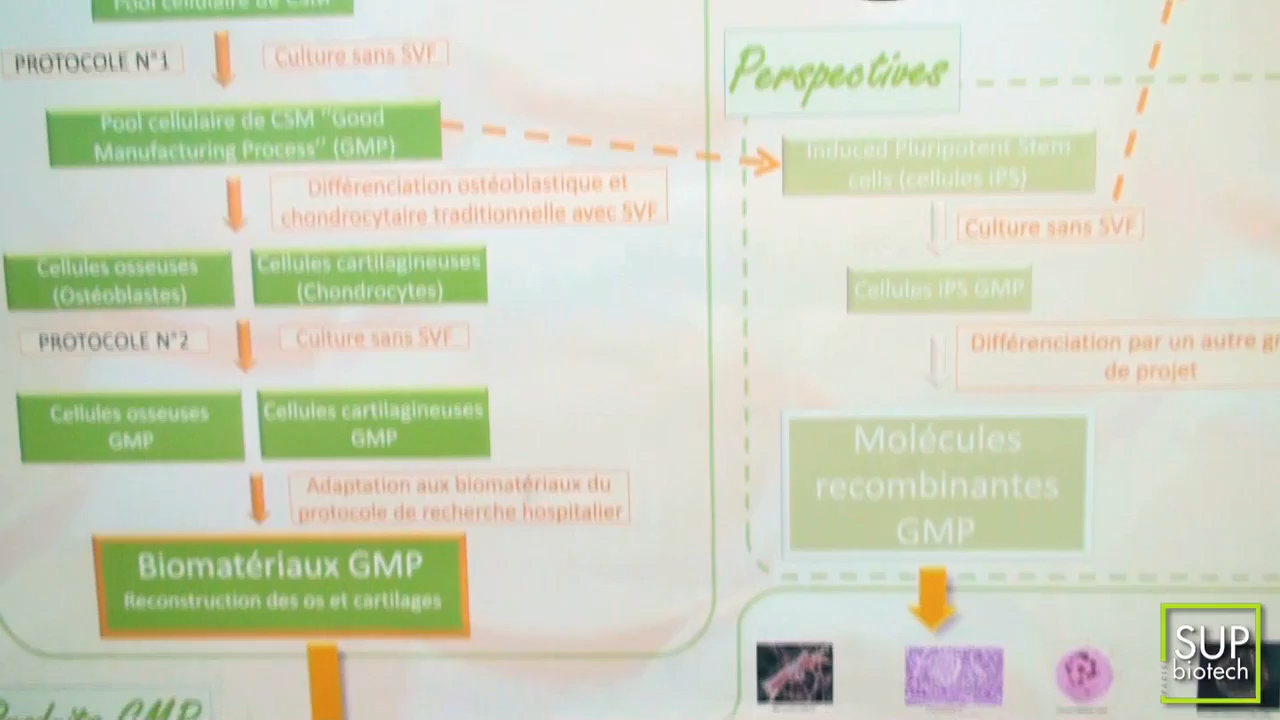 Pool cellulaire de CSM
PROTOCOLE N°1
Culture sans SVF
Pool cellulaire de CSM "Good
Manufacturing Process" (GMP)
Différenciation ostéoblastique et
chondrocytaire traditionnelle avec SVF
Cellules osseuses
(Ostéoblastes)
Cellules cartilagineuses
(Chondrocytes)
PROTOCOLE N°2
Culture sans SVF
Cellules osseuses
GMP
Cellules cartilagineuses
GMP
Adaptation aux biomatériaux du
protocole de recherche hospitalier
Biomatériaux GMP
Reconstruction des os et cartilages
Produits GMP
Perspectives
Induced Pluripotent Stem
cells (cellules iPS)
Culture sans SVF
Cellules iPS GMP
Différenciation par un autre
de projet
Molécules
recombinantes
GMP
SUP
biotech
PARIS